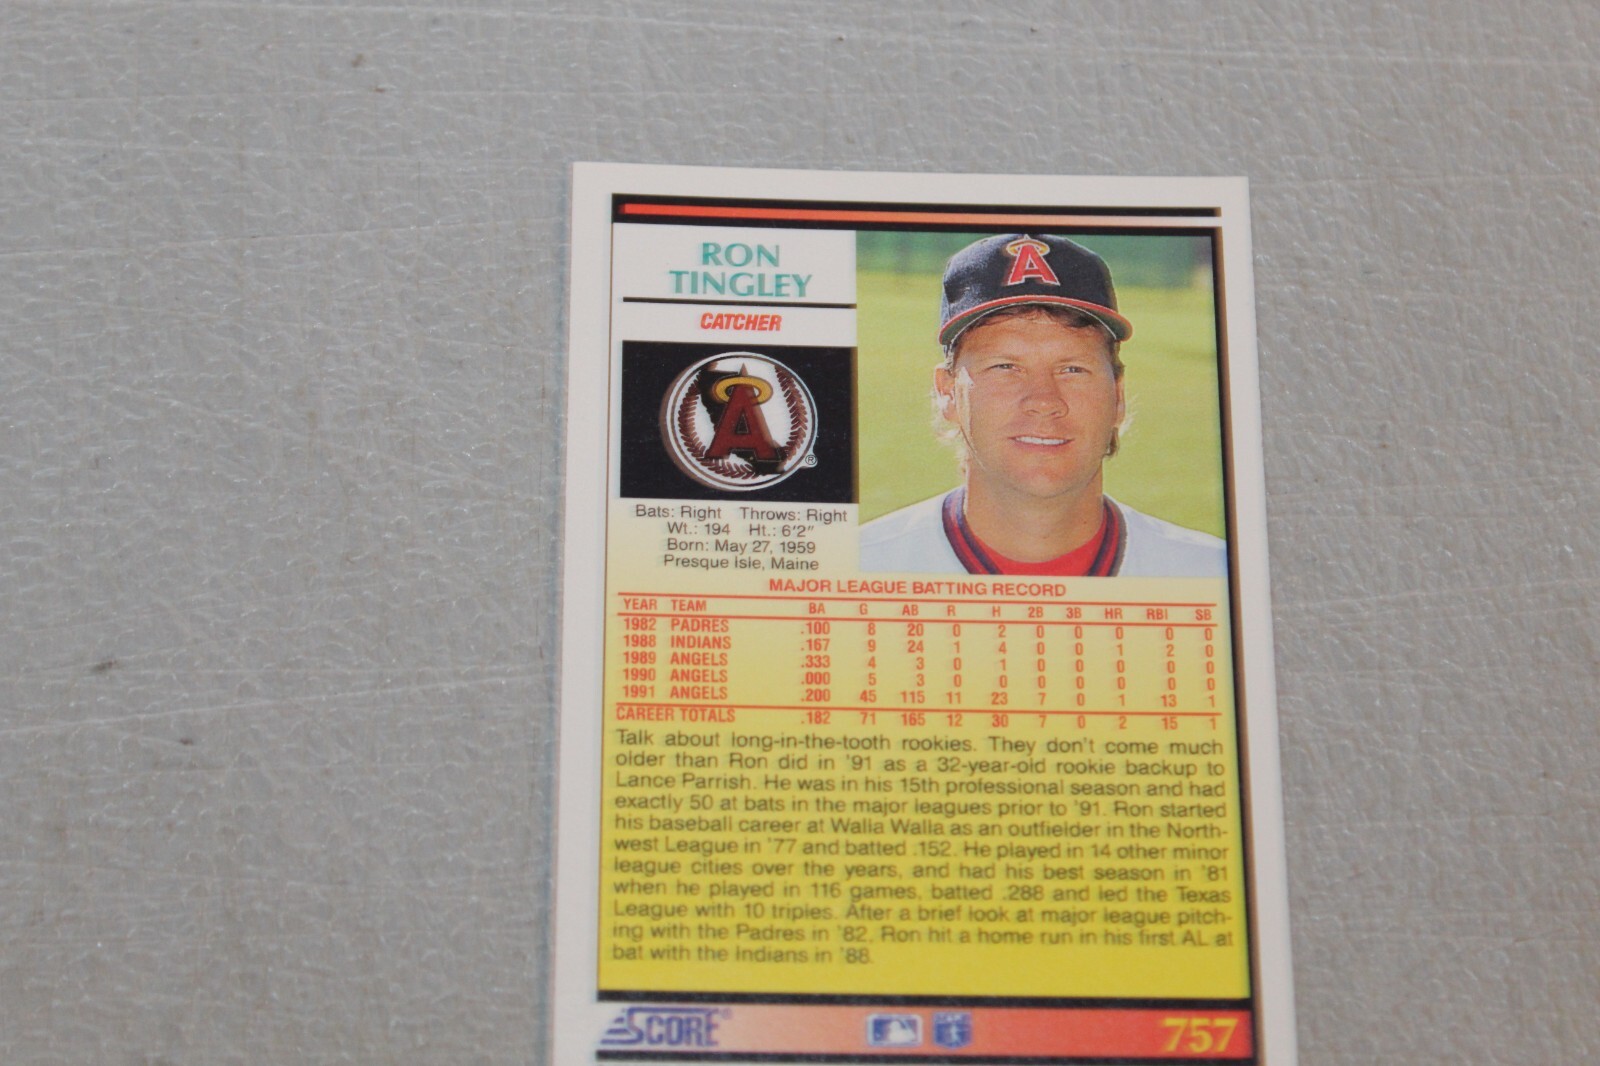 RON
TINGLEY
CATCHER
A
®
A
Bats: Right Throws: Right
Wt.: 194 Ht.: 6'2"
Born: May 27, 1959
Presque Isle, Maine
MAJOR LEAGUE BATTING RECORD
YEAR TEAM BA G AB R H 2B 3B HR RBI SB
1982 PADRES .100 8 20 0 2 0 0 0 0 0
1988 INDIANS .167 9 24 1 4 0 0 1 2 0
1989 ANGELS .333 4 3 0 1 0 0 0 0 0
1990 ANGELS .000 5 3 0 0 0 0 0 0 0
1991 ANGELS .200 45 115 11 23 7 0 1 13 1
CAREER TOTALS .182 71 165 12 30 7 0 2 15 1
Talk about long-in-the-tooth rookies. They don't come much
older than Ron did in '91 as a 32-year-old rookie backup to
Lance Parrish. He was in his 15th professional season and had
exactly 50 at bats in the major leagues prior to '91. Ron started
his baseball career at Walla Walla as an outfielder in the North-
west League in '77 and batted .152. He played in 14 other minor
league cities over the years, and had his best season in '81
when he played in 116 games, batted .288 and led the Texas
League with 10 triples. After a brief look at major league pitch-
ing with the Padres in '82, Ron hit a home run in his first AL at
bat with the Indians in '88.
SCORE® 757